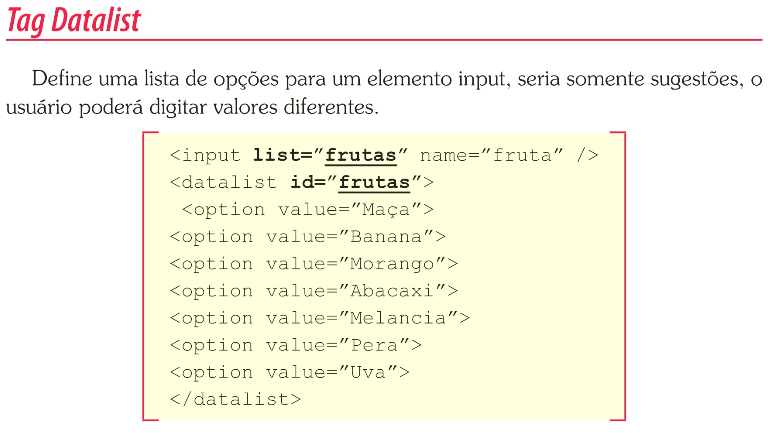 Tag Datalist
Define uma lista de opções para um elemento input, seria somente sugestões, o
usuário poderá digitar valores diferentes.
<input list=”frutas” name=”fruta” />
<datalist id=”frutas”>
<option value=”Maça”>
<option value=”Banana”>
<option value=”Morango”>
<option value=”Abacaxi”>
<option value=”Melancia”>
<option value=”Pera”>
<option value=”Uva”>
</datalist>